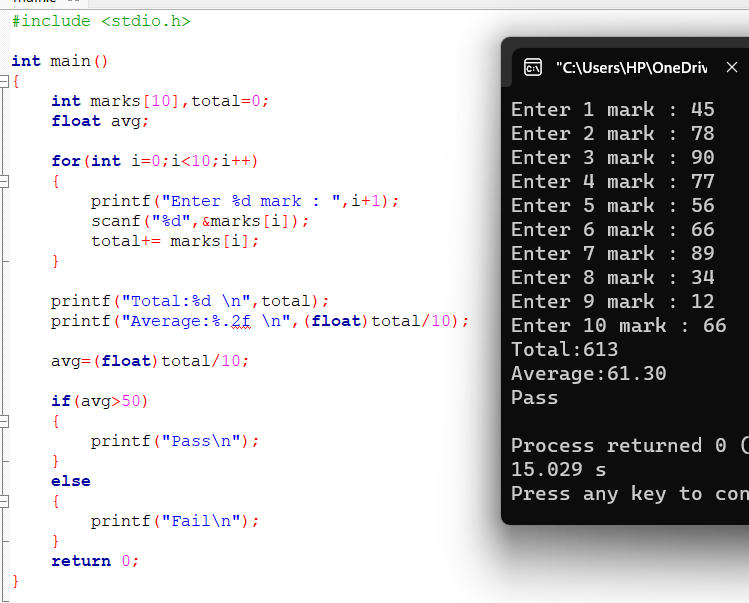 #include <stdio.h>
int main()
{
int marks[10],total=0;
float avg;
for(int i=0;i<10;i++)
{
printf("Enter %d mark : ",i+1);
scanf("%d",&marks[i]);
total+= marks[i];
}
printf("Total:%d \n",total);
printf("Average:%.2f \n",(float)total/10);
avg=(float)total/10;
if(avg>50)
{
printf("Pass\n");
}
else
{
printf("Fail\n");
}
return 0;
}
"C:\Users\HP\OneDriv
Enter 1 mark : 45
Enter 2 mark : 78
Enter 3 mark : 90
Enter 4 mark : 77
Enter 5 mark : 56
Enter 6 mark : 66
Enter 7 mark : 89
Enter 8 mark : 34
Enter 9 mark : 12
Enter 10 mark : 66
Total:613
Average:61.30
Pass
Process returned 0 (
15.029 s
Press any key to con